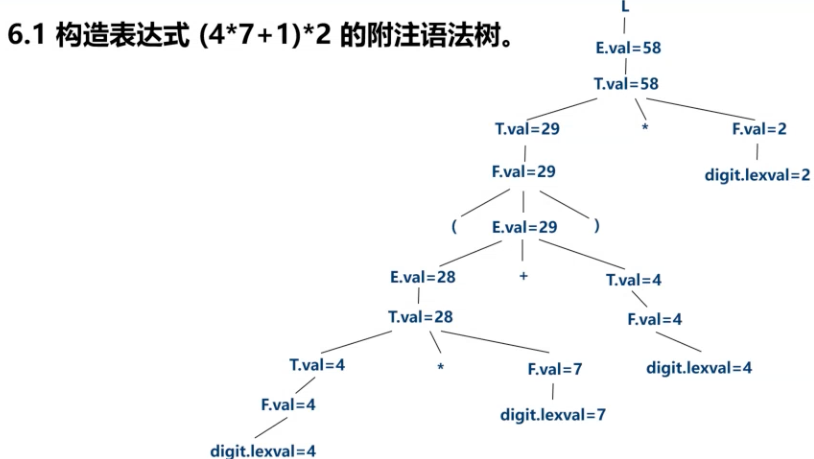 L
6.1 构造表达式 (4*7+1)*2 的附注语法树。
E.val=58
T.val=58
T.val=29 * F.val=2
F.val=29 digit.lexval=2
( E.val=29 )
E.val=28 + T.val=4
T.val=28 F.val=4
T.val=4 * F.val=7 digit.lexval=4
F.val=4 digit.lexval=7
digit.lexval=4